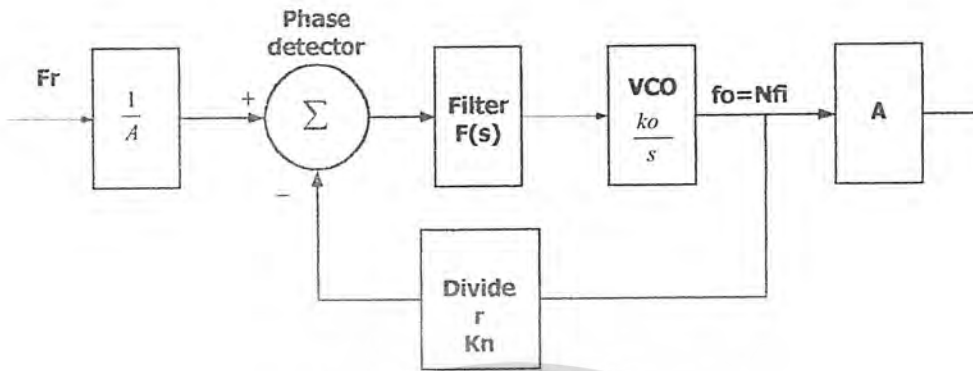 Phase
detector
Fr
1
A
+
Σ
−
Filter
F(s)
VCO
ko
s
fo=Nfi
A
Divide
r
Kn